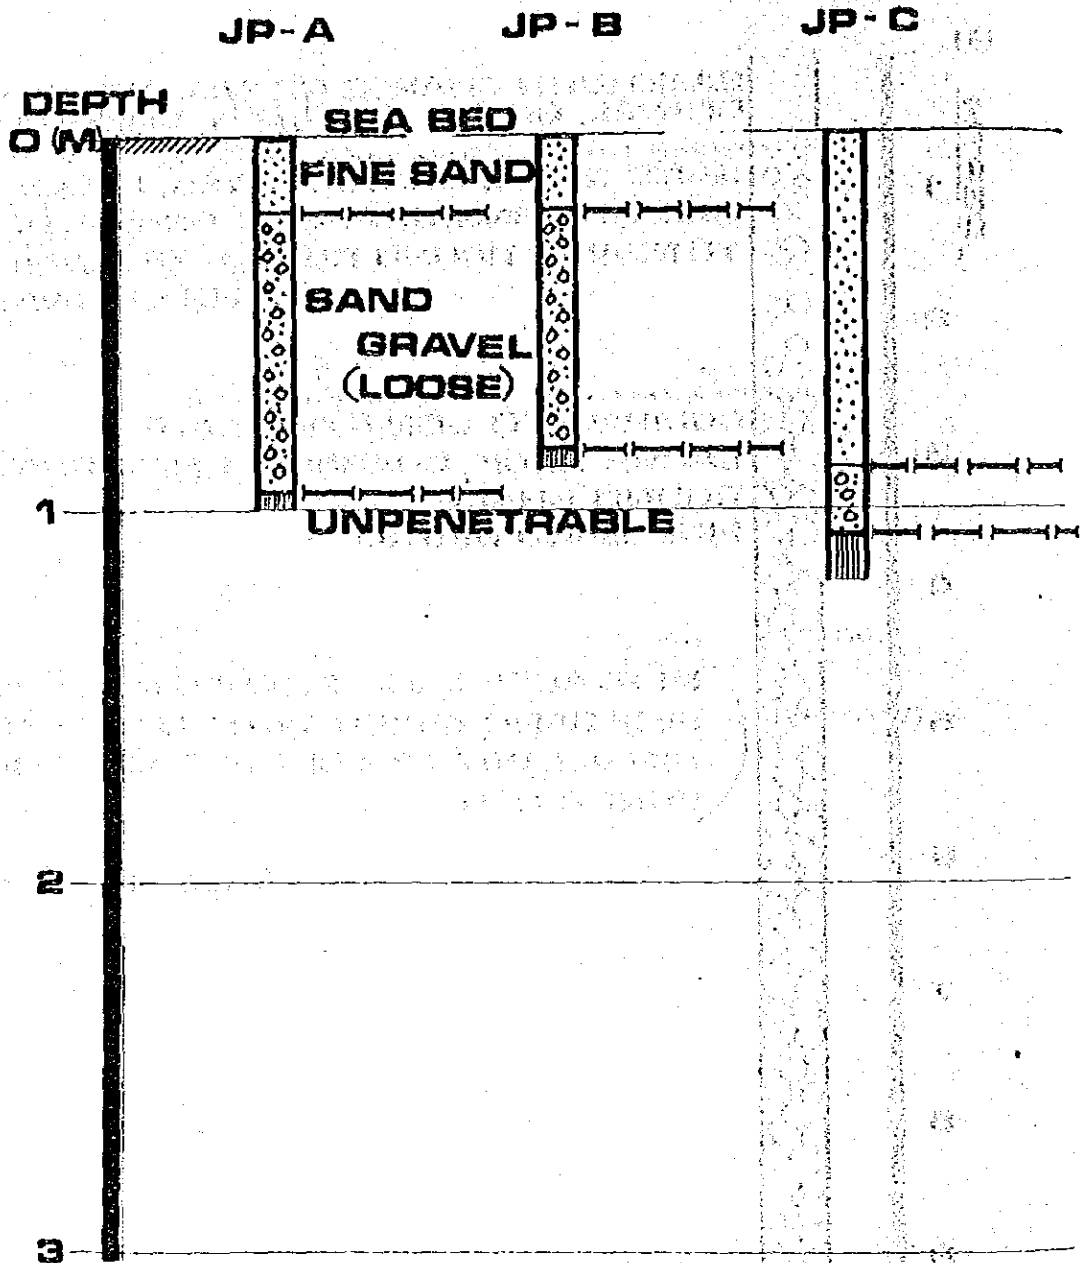 JP-A JP-B JP-C
DEPTH
0 (M)
SEA BED
FINE SAND
SAND
GRAVEL
(LOOSE)
1
UNPENETRABLE
2
3